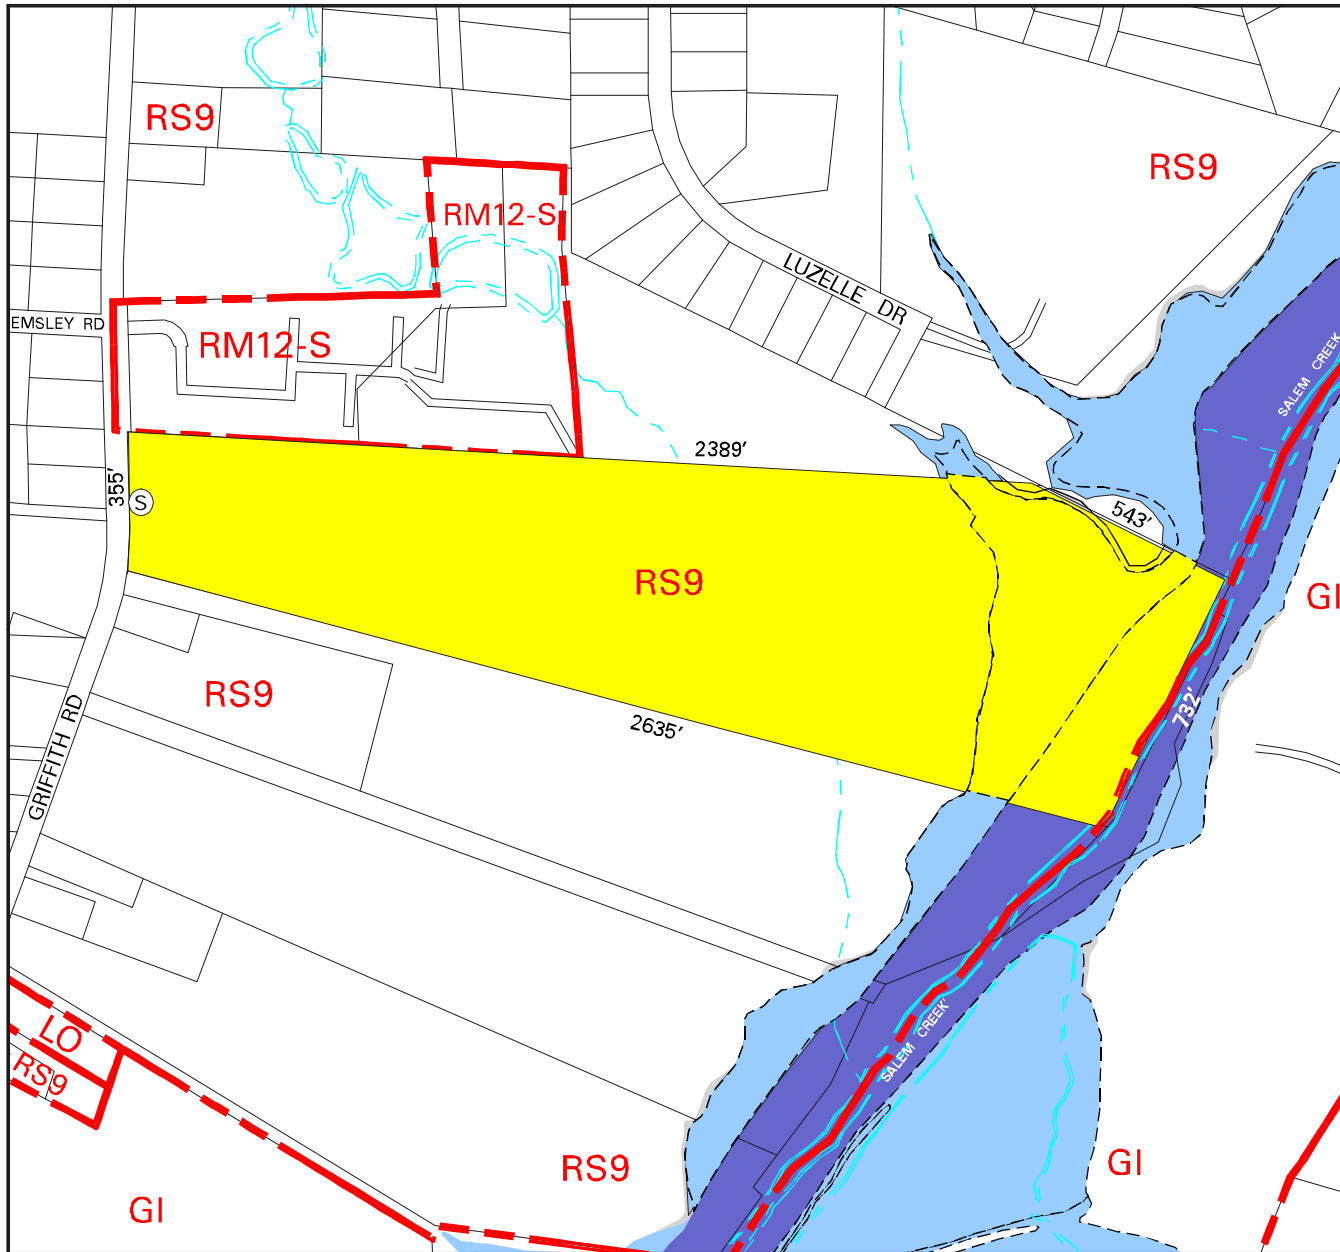 RS9
RS9
RM12-S
LUZELLE DR
EMSLEY RD
RM12-S
SALEM CREEK
2389'
355'
S
543'
RS9
GI
RS9
GRIFFITH RD
2635'
732'
LO
RS9
SALEM CREEK
RS9
GI
GI